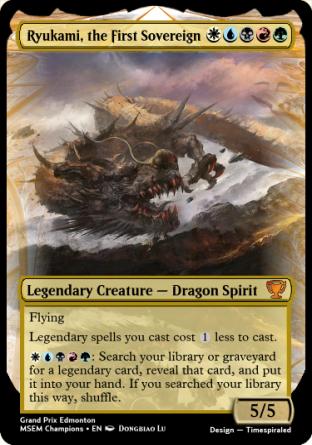 Ryukami, the First Sovereign
Legendary Creature — Dragon Spirit
Flying
Legendary spells you cast cost 1 less to cast.
: Search your library or graveyard
for a legendary card, reveal that card, and put
it into your hand. If you searched your library
this way, shuffle.
5/5
Grand Prix Edmonton
MSEM Champions • EN Dongbiao Lu
Design — Timespiraled